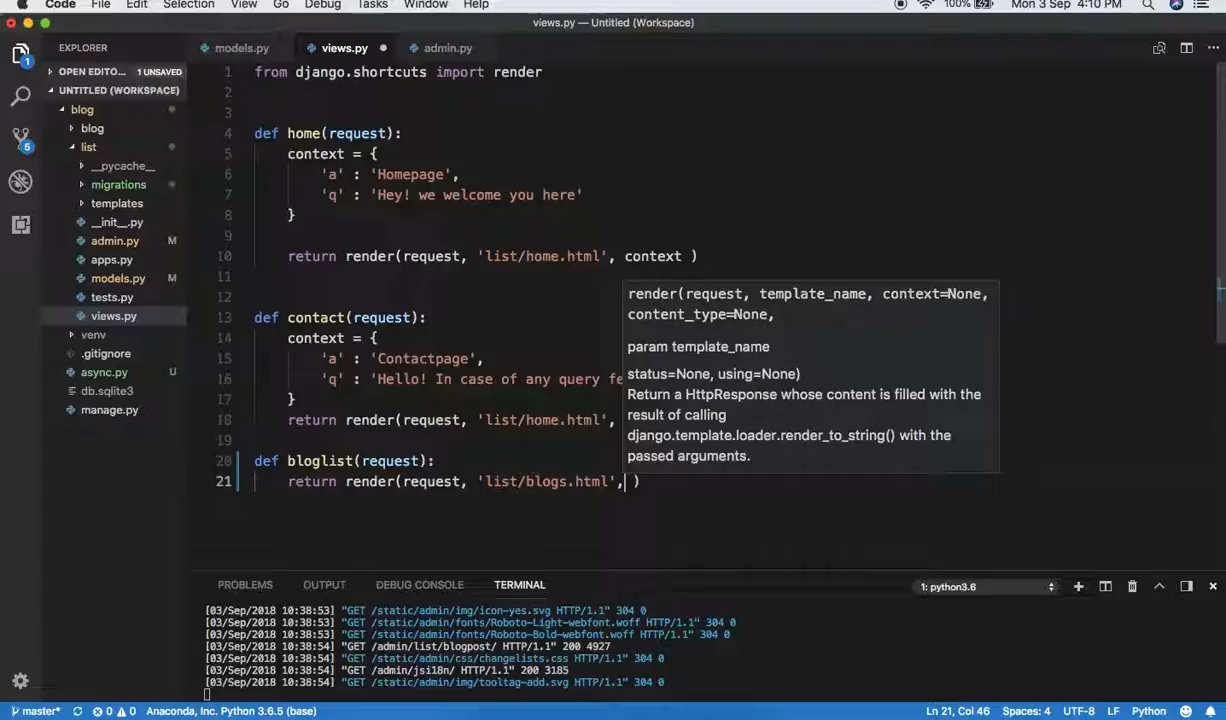 Code File Edit Selection View Go Debug Tasks Window Help 100% Mon 3 Sep 4:10 PM
views.py — Untitled (Workspace)
EXPLORER models.py views.py admin.py
OPEN EDITO... 1 UNSAVED
UNTITLED (WORKSPACE)
blog
blog
list
__pycache__
migrations
templates
__init__.py
admin.py M
apps.py
models.py M
tests.py
views.py
venv
.gitignore
async.py U
db.sqlite3
manage.py
1
5
1 from django.shortcuts import render
2
3
4 def home(request):
5 context = {
6 'a' : 'Homepage',
7 'q' : 'Hey! we welcome you here'
8 }
9
10 return render(request, 'list/home.html', context )
11
12
13 def contact(request):
14 context = {
15 'a' : 'Contactpage',
16 'q' : 'Hello! In case of any query fe
17 }
18 return render(request, 'list/home.html',
19
20 def bloglist(request):
21 return render(request, 'list/blogs.html', )
render(request, template_name, context=None,
content_type=None,
param template_name
status=None, using=None)
Return a HttpResponse whose content is filled with the
result of calling
django.template.loader.render_to_string() with the
passed arguments.
PROBLEMS OUTPUT DEBUG CONSOLE TERMINAL 1: python3.6
[03/Sep/2018 10:38:53] "GET /static/admin/img/icon-yes.svg HTTP/1.1" 304 0
[03/Sep/2018 10:38:53] "GET /static/admin/fonts/Roboto-Light-webfont.woff HTTP/1.1" 304 0
[03/Sep/2018 10:38:53] "GET /static/admin/fonts/Roboto-Bold-webfont.woff HTTP/1.1" 304 0
[03/Sep/2018 10:38:54] "GET /admin/list/blogpost/ HTTP/1.1" 200 4927
[03/Sep/2018 10:38:54] "GET /static/admin/css/changelists.css HTTP/1.1" 304 0
[03/Sep/2018 10:38:54] "GET /admin/jsi18n/ HTTP/1.1" 200 3185
[03/Sep/2018 10:38:54] "GET /static/admin/img/tooltag-add.svg HTTP/1.1" 304 0
master* 0 0 Anaconda, Inc. Python 3.6.5 (base) Ln 21, Col 46 Spaces: 4 UTF-8 LF Python